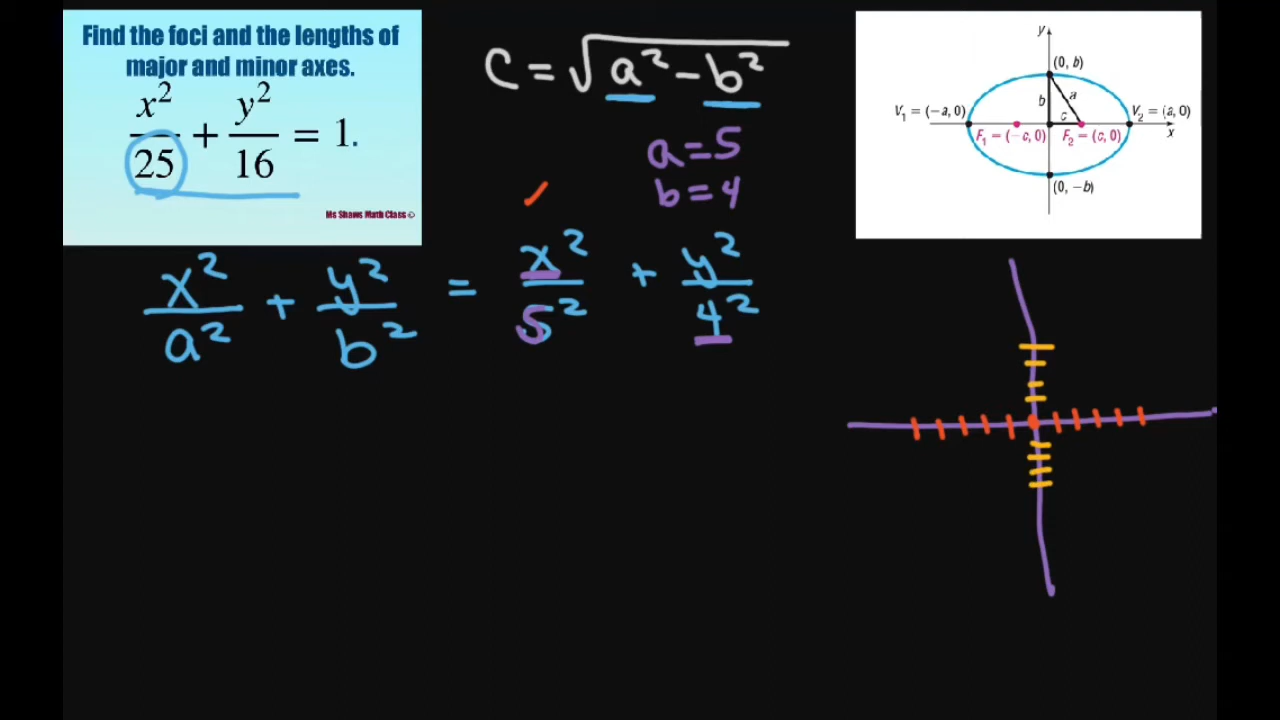 Find the foci and the lengths of
major and minor axes.
x²/25 + y²/16 = 1.
Ms Shaws Math Class ©
C = √(a² − b²)
a = 5
b = 4
x²/a² + y²/b² = x²/5² + y²/4²
y
(0, b)
b
a
c
V₁ = (−a, 0)
V₂ = (a, 0)
x
F₁ = (−c, 0)
F₂ = (c, 0)
(0, −b)